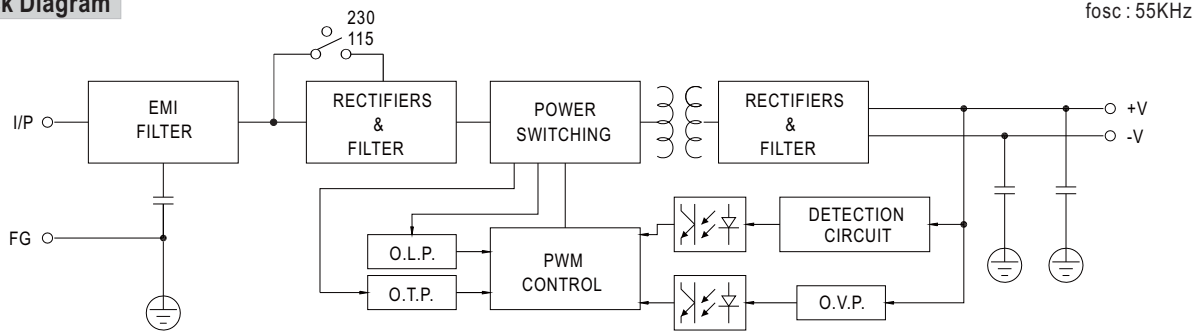 k Diagram
fosc : 55KHz
230
115
I/P
EMI
FILTER
RECTIFIERS
&
FILTER
POWER
SWITCHING
RECTIFIERS
&
FILTER
+V
-V
FG
O.L.P.
O.T.P.
PWM
CONTROL
DETECTION
CIRCUIT
O.V.P.